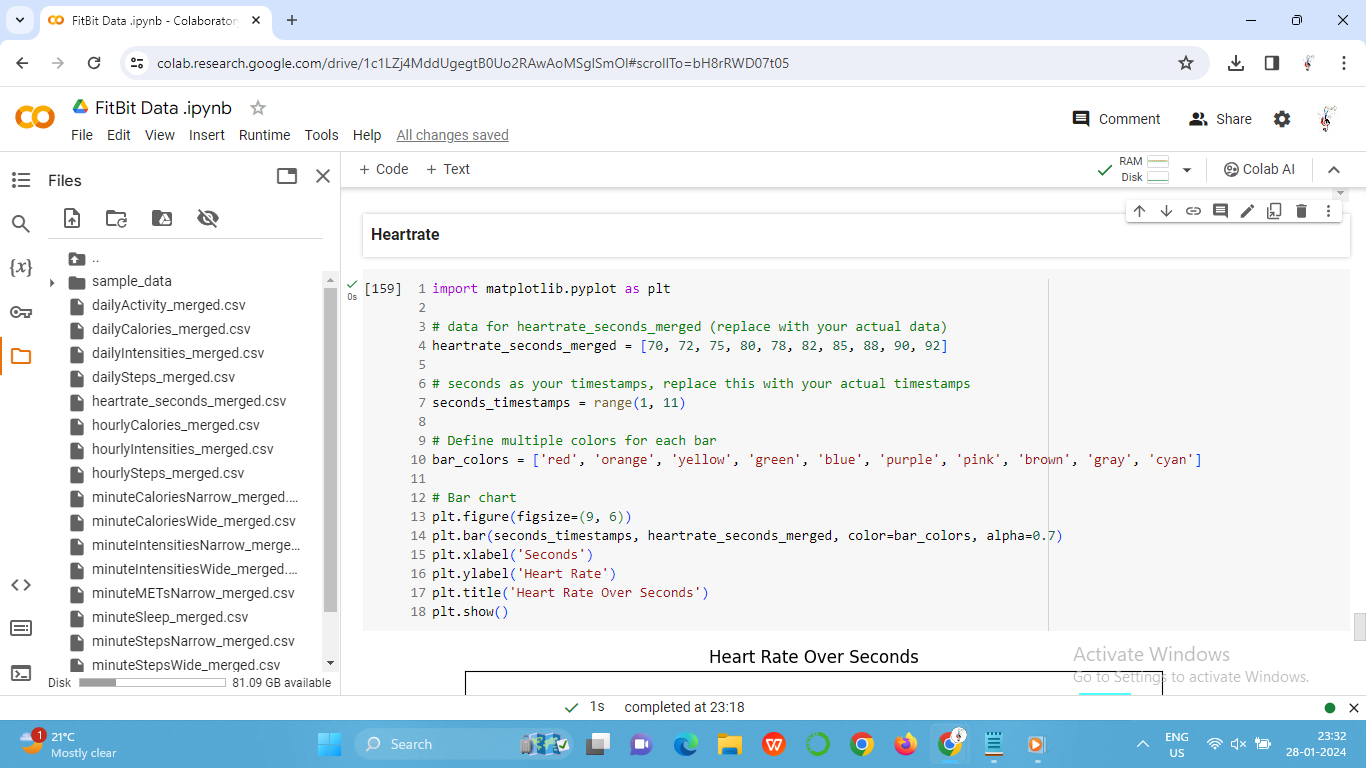 FitBit Data .ipynb - Colaborator
colab.research.google.com/drive/1c1LZj4MddUgegtB0Uo2RAwAoMSglSmOl#scrollTo=bH8rRWD07t05
FitBit Data .ipynb
Comment
Share
File Edit View Insert Runtime Tools Help All changes saved
Files
+ Code + Text
RAM
Disk
Colab AI
..
sample_data
dailyActivity_merged.csv
dailyCalories_merged.csv
dailyIntensities_merged.csv
dailySteps_merged.csv
heartrate_seconds_merged.csv
hourlyCalories_merged.csv
hourlyIntensities_merged.csv
hourlySteps_merged.csv
minuteCaloriesNarrow_merged....
minuteCaloriesWide_merged.csv
minuteIntensitiesNarrow_merge...
minuteIntensitiesWide_merged....
minuteMETsNarrow_merged.csv
minuteSleep_merged.csv
minuteStepsNarrow_merged.csv
minuteStepsWide_merged.csv
Disk 81.09 GB available
Heartrate
0s
[159] 1 import matplotlib.pyplot as plt
2
3 # data for heartrate_seconds_merged (replace with your actual data)
4 heartrate_seconds_merged = [70, 72, 75, 80, 78, 82, 85, 88, 90, 92]
5
6 # seconds as your timestamps, replace this with your actual timestamps
7 seconds_timestamps = range(1, 11)
8
9 # Define multiple colors for each bar
10 bar_colors = ['red', 'orange', 'yellow', 'green', 'blue', 'purple', 'pink', 'brown', 'gray', 'cyan']
11
12 # Bar chart
13 plt.figure(figsize=(9, 6))
14 plt.bar(seconds_timestamps, heartrate_seconds_merged, color=bar_colors, alpha=0.7)
15 plt.xlabel('Seconds')
16 plt.ylabel('Heart Rate')
17 plt.title('Heart Rate Over Seconds')
18 plt.show()
Heart Rate Over Seconds
Activate Windows
Go to Settings to activate Windows.
1s completed at 23:18
1
21°C
Mostly clear
Search
ENG
US
23:32
28-01-2024